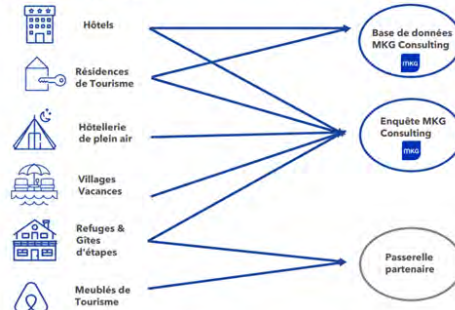 Hôtels
Résidences
de Tourisme
Hôtellerie
de plein air
Villages
Vacances
Refuges &
Gîtes
d'étapes
Meublés de
Tourisme
Base de données
MKG Consulting
mkg
Enquête MKG
Consulting
mkg
Passerelle
partenaire